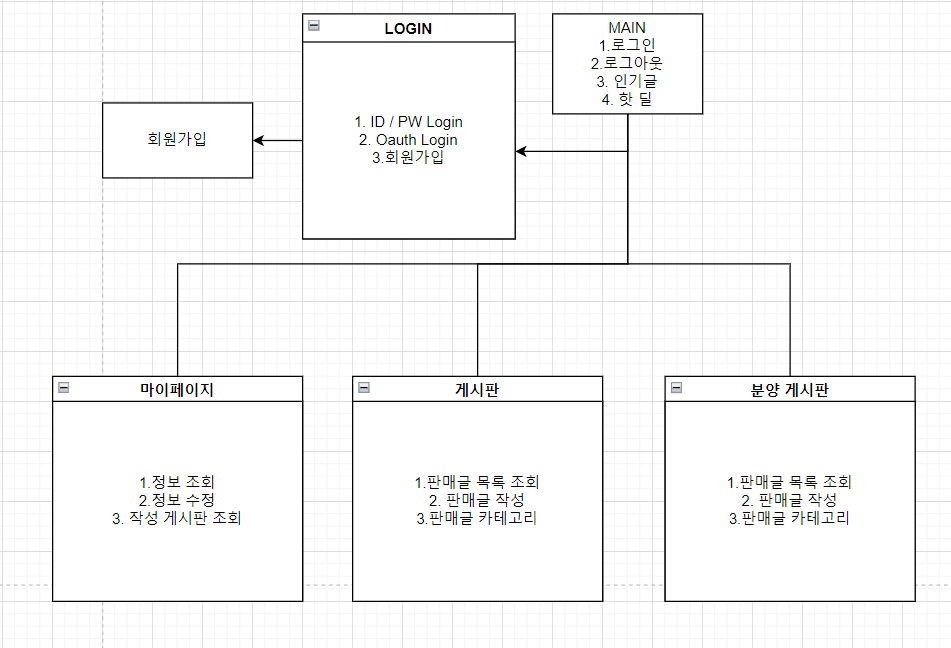 LOGIN
1. ID / PW Login
2. Oauth Login
3.회원가입
MAIN
1.로그인
2.로그아웃
3. 인기글
4. 핫 딜
회원가입
마이페이지
1.정보 조회
2.정보 수정
3. 작성 게시판 조회
게시판
1.판매글 목록 조회
2. 판매글 작성
3.판매글 카테고리
분양 게시판
1.판매글 목록 조회
2. 판매글 작성
3.판매글 카테고리